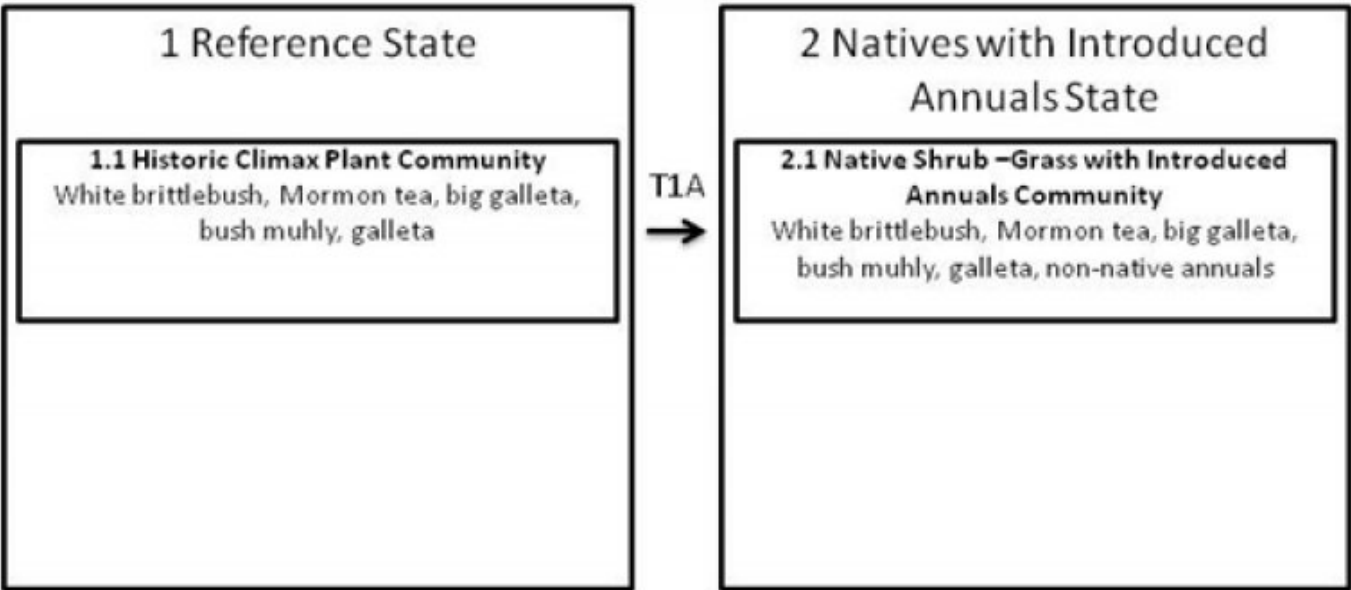 1 Reference State
1.1 Historic Climax Plant Community
White brittlebush, Mormon tea, big galleta,
bush muhly, galleta
T1A
2 Natives with Introduced
Annuals State
2.1 Native Shrub –Grass with Introduced
Annuals Community
White brittlebush, Mormon tea, big galleta,
bush muhly, galleta, non-native annuals